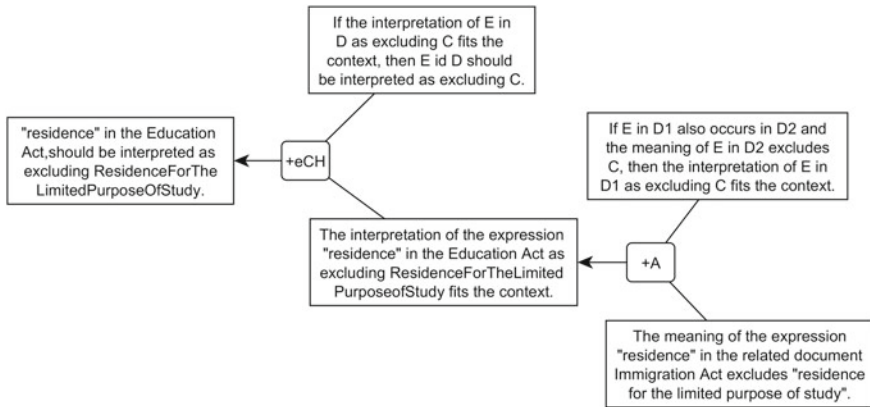 If the interpretation of E in
D as excluding C fits the
context, then E id D should
be interpreted as excluding C.
"residence" in the Education
Act,should be interpreted as
excluding ResidenceForThe
LimitedPurposeOfStudy.
+eCH
If E in D1 also occurs in D2 and
the meaning of E in D2 excludes
C, then the interpretation of E in
D1 as excluding C fits the context.
The interpretation of the expression
"residence" in the Education Act as
excluding ResidenceForTheLimited
PurposeofStudy fits the context.
+A
The meaning of the expression
"residence" in the related document
Immigration Act excludes "residence
for the limited purpose of study".